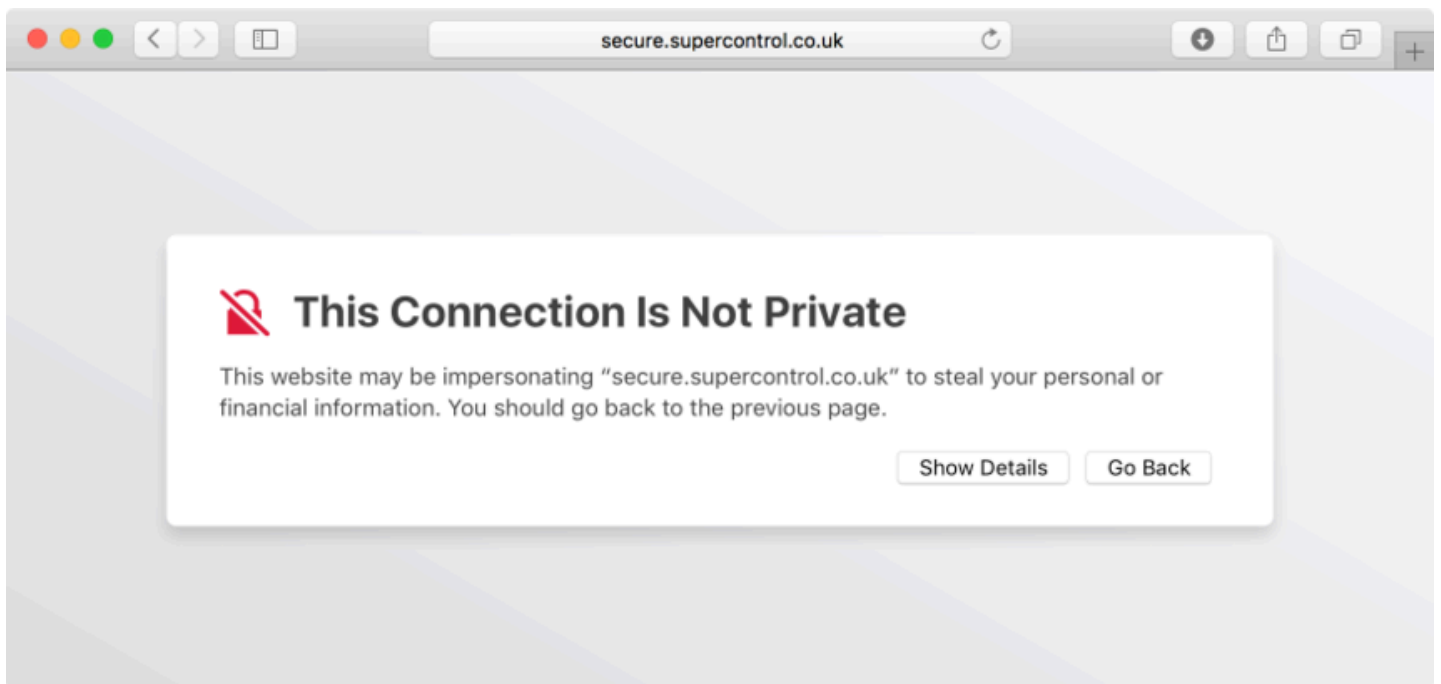 secure.supercontrol.co.uk
This Connection Is Not Private
This website may be impersonating “secure.supercontrol.co.uk” to steal your personal or
financial information. You should go back to the previous page.
Show Details
Go Back